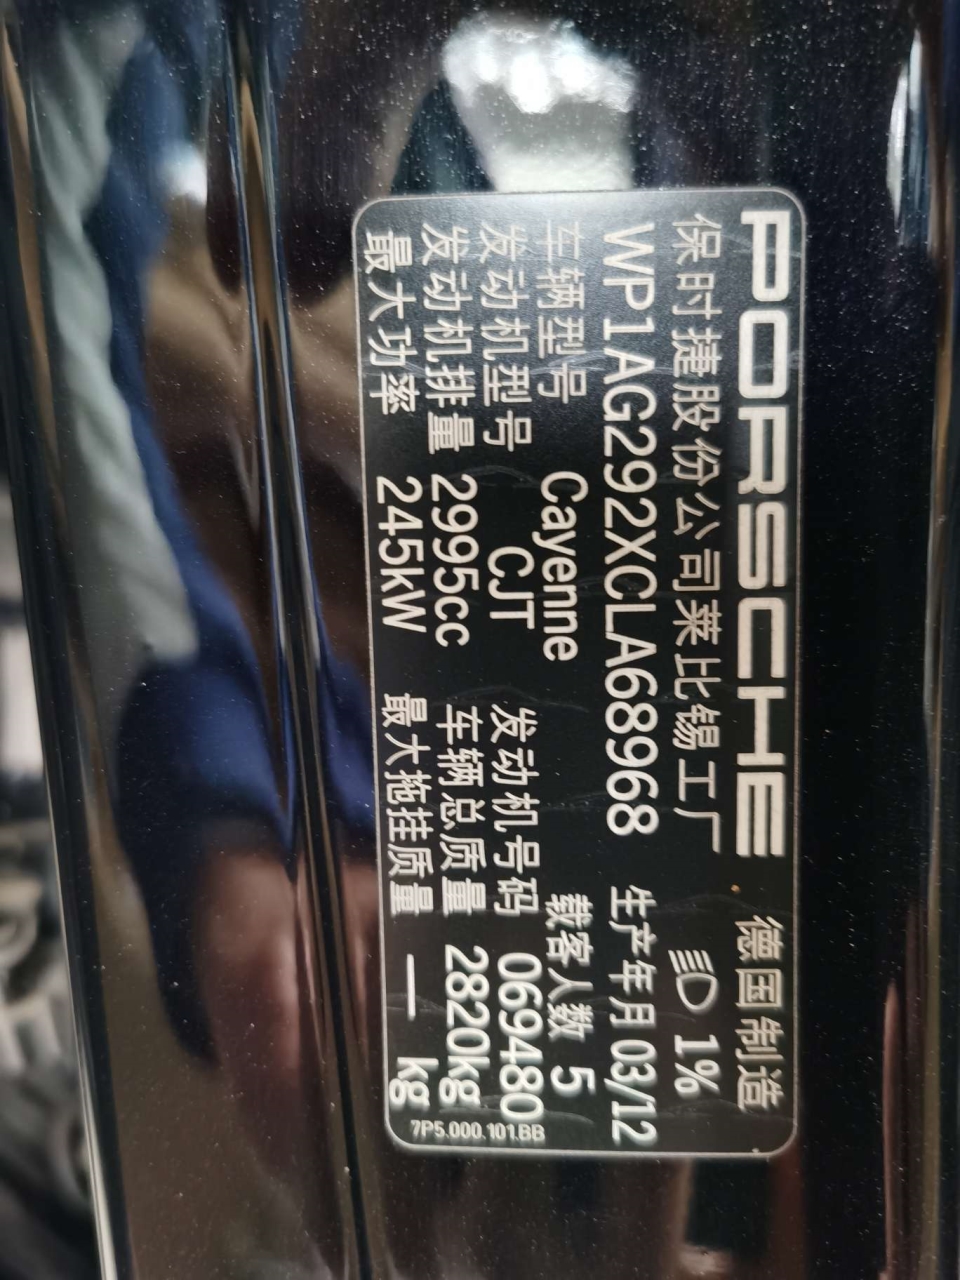 PORSCHE 德国制造
保时捷股份公司莱比锡工厂 1%
WP1AG292XCLA68968 生产年月 03/12
车辆型号 Cayenne 载客人数 5
发动机型号 CJT 发动机号码 069480
发动机排量 2995cc 车辆总质量 2820kg
最大功率 245kW 最大拖挂质量 — kg
7P5.000.101.BB